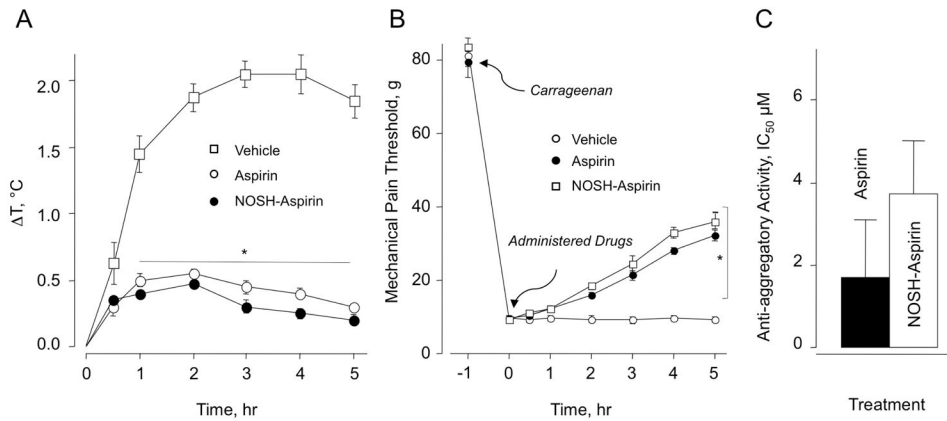 A
ΔT, °C
2.0
1.5
1.0
0.5
0.0
Vehicle
Aspirin
NOSH-Aspirin
*
0 1 2 3 4 5
Time, hr
B
Mechanical Pain Threshold, g
80
60
40
20
0
Carrageenan
Vehicle
Aspirin
NOSH-Aspirin
Administered Drugs
*
-1 0 1 2 3 4 5
Time, hr
C
Anti-aggregatory Activity, IC50 µM
6
4
2
0
Aspirin
NOSH-Aspirin
Treatment